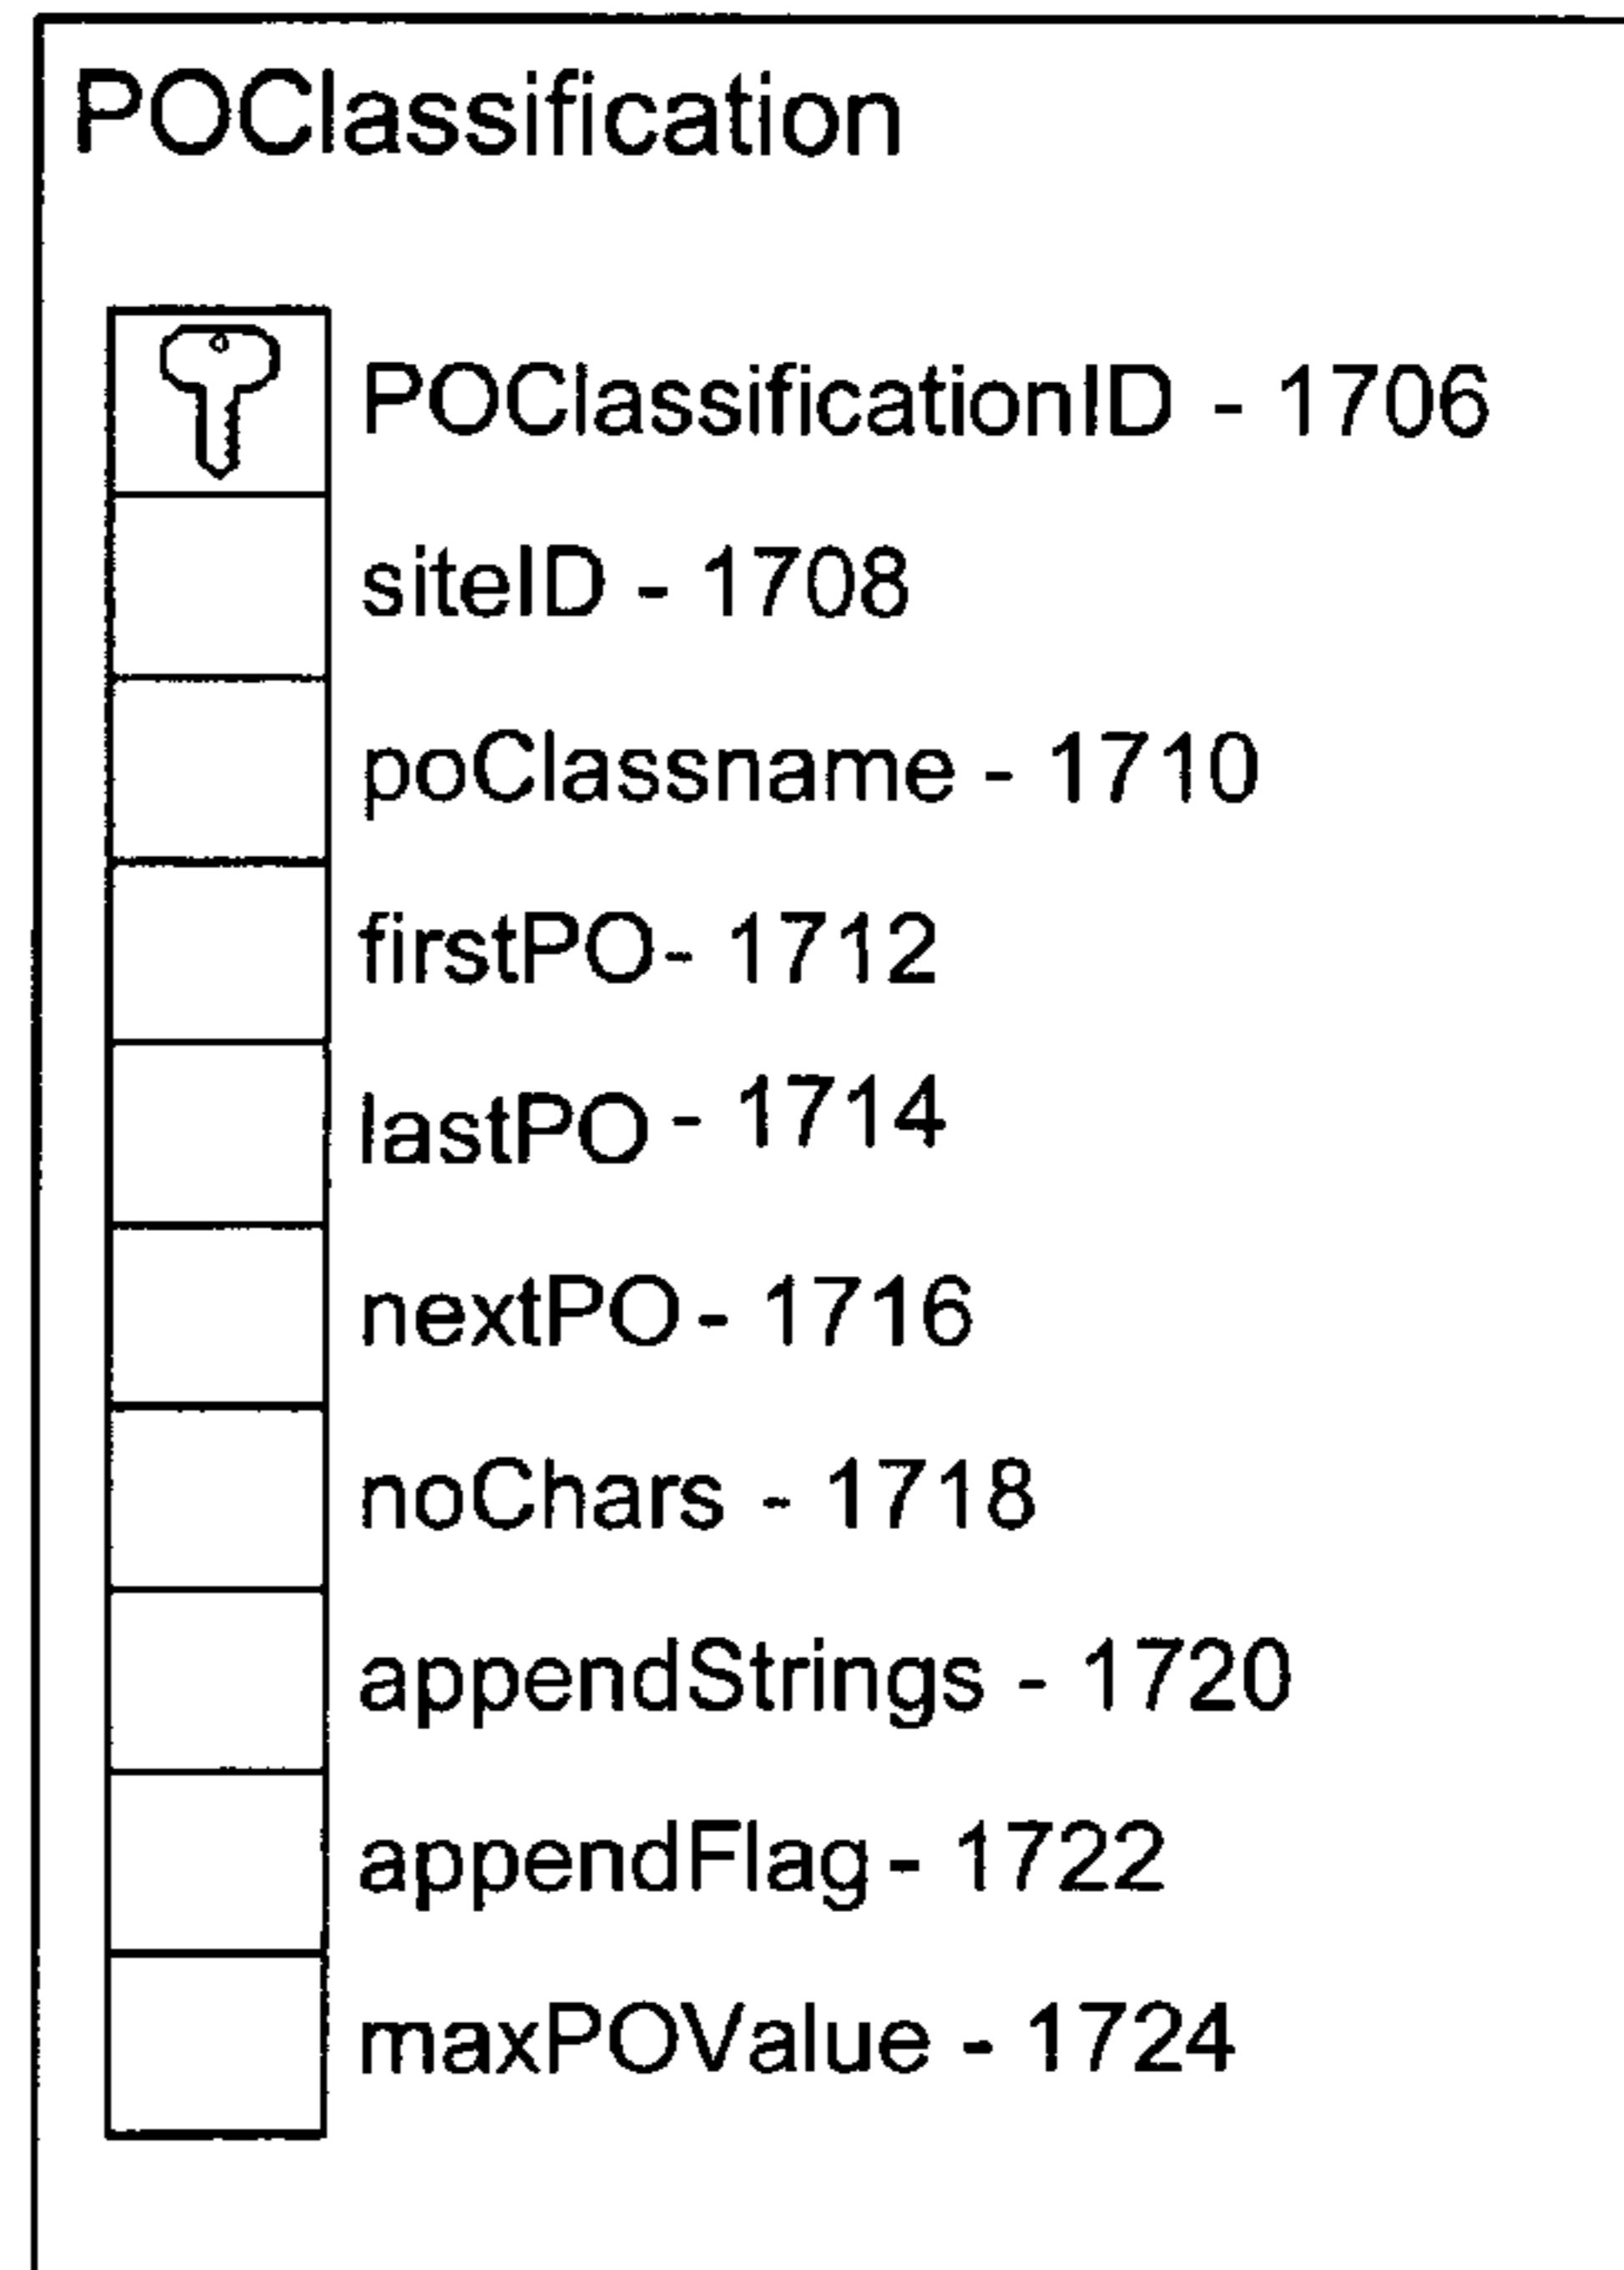 POClassification
POClassificationID - 1706
siteID - 1708
poClassname - 1710
firstPO- 1712
lastPO - 1714
nextPO - 1716
noChars - 1718
appendStrings - 1720
appendFlag - 1722
maxPOValue - 1724